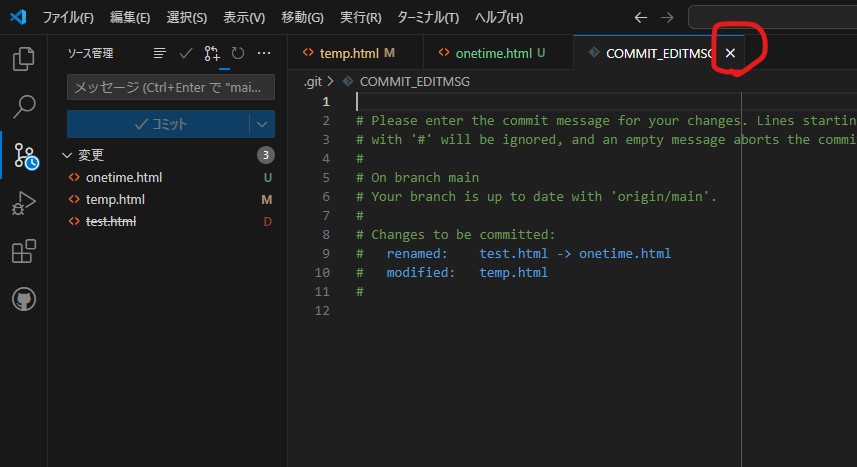 ファイル(F) 編集(E) 選択(S) 表示(V) 移動(G) 実行(R) ターミナル(T) ヘルプ(H)
ソース管理
メッセージ (Ctrl+Enter で "mai...
コミット
変更 3
onetime.html U
temp.html M
test.html D
temp.html M onetime.html U COMMIT_EDITMSG
.git > COMMIT_EDITMSG
1
2 # Please enter the commit message for your changes. Lines startin
3 # with '#' will be ignored, and an empty message aborts the commi
4 #
5 # On branch main
6 # Your branch is up to date with 'origin/main'.
7 #
8 # Changes to be committed:
9 # renamed: test.html -> onetime.html
10 # modified: temp.html
11 #
12